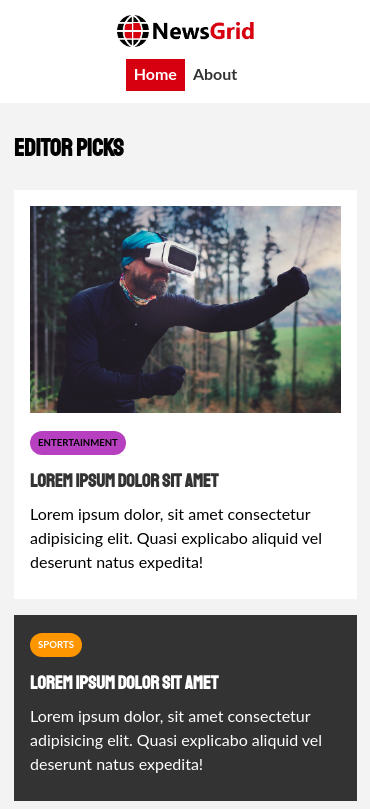 NewsGrid
Home About
EDITOR PICKS
ENTERTAINMENT
LOREM IPSUM DOLOR SIT AMET
Lorem ipsum dolor, sit amet consectetur
adipisicing elit. Quasi explicabo aliquid vel
deserunt natus expedita!
SPORTS
LOREM IPSUM DOLOR SIT AMET
Lorem ipsum dolor, sit amet consectetur
adipisicing elit. Quasi explicabo aliquid vel
deserunt natus expedita!